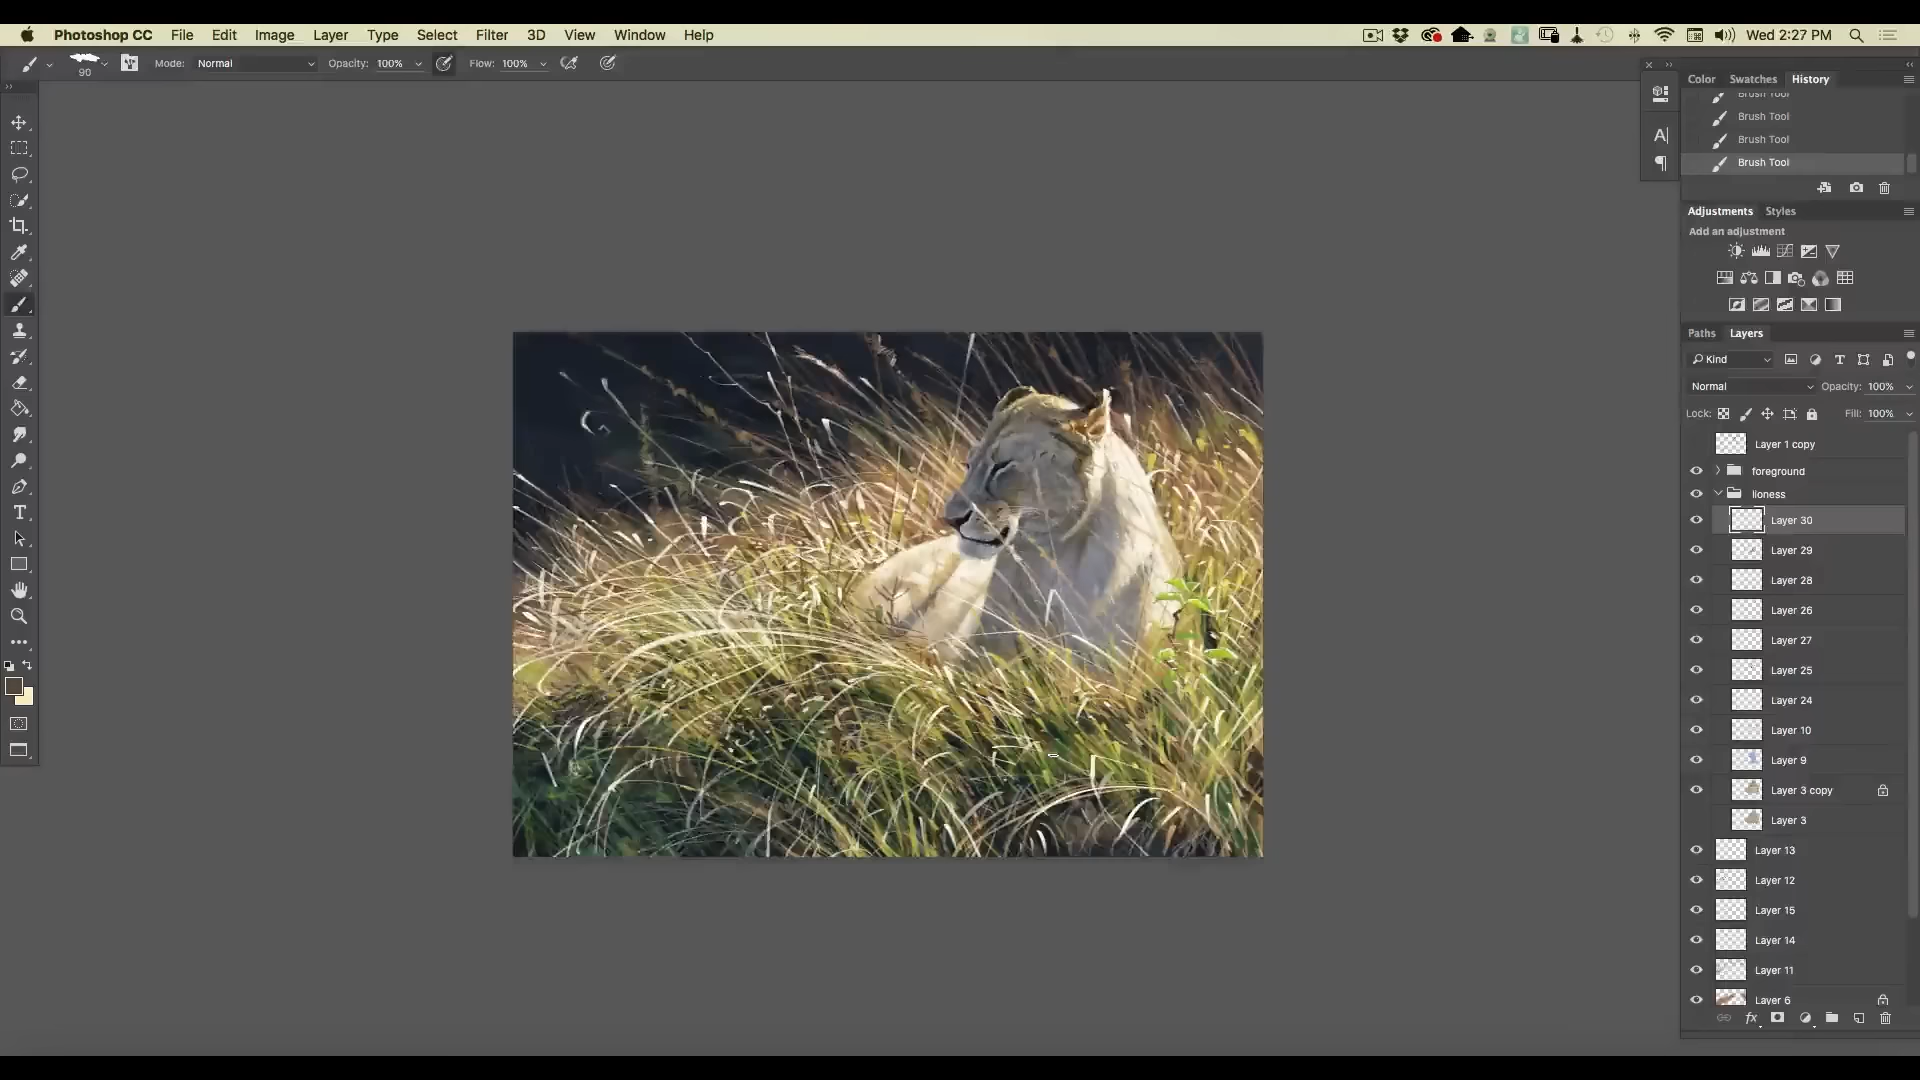 Photoshop CC File Edit Image Layer Type Select Filter 3D View Window Help Wed 2:27 PM
90 Mode: Normal Opacity: 100% Flow: 100%
Color Swatches History
Brush Tool
Brush Tool
Brush Tool
Brush Tool
Adjustments Styles
Add an adjustment
Paths Layers
Kind
Normal Opacity: 100%
Lock: Fill: 100%
Layer 1 copy
foreground
lioness
Layer 30
Layer 29
Layer 28
Layer 26
Layer 27
Layer 25
Layer 24
Layer 10
Layer 9
Layer 3 copy
Layer 3
Layer 13
Layer 12
Layer 15
Layer 14
Layer 11
Layer 6
fx